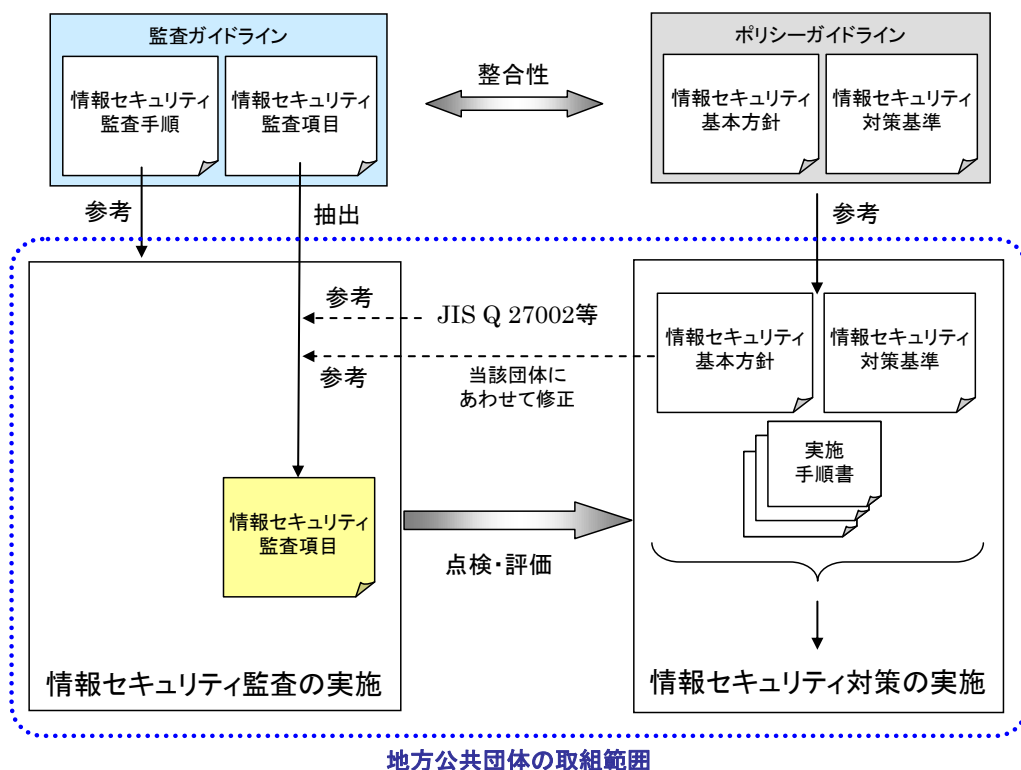 監査ガイドライン
情報セキュリティ
監査手順
情報セキュリティ
監査項目
整合性
ポリシーガイドライン
情報セキュリティ
基本方針
情報セキュリティ
対策基準
参考
抽出
参考
参考
JIS Q 27002等
参考
当該団体に
あわせて修正
情報セキュリティ
基本方針
情報セキュリティ
対策基準
実施
手順書
情報セキュリティ
監査項目
点検・評価
情報セキュリティ監査の実施
情報セキュリティ対策の実施
地方公共団体の取組範囲